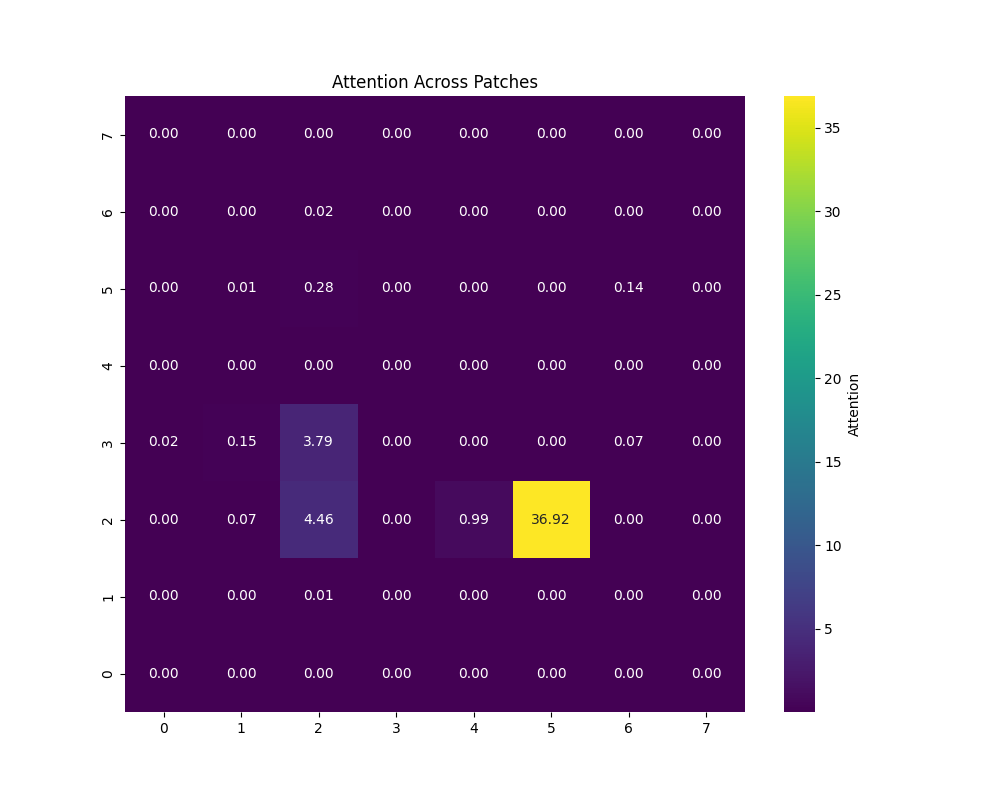 Attention Across Patches
7 0.00 0.00 0.00 0.00 0.00 0.00 0.00 0.00
6 0.00 0.00 0.02 0.00 0.00 0.00 0.00 0.00
5 0.00 0.01 0.28 0.00 0.00 0.00 0.14 0.00
4 0.00 0.00 0.00 0.00 0.00 0.00 0.00 0.00
3 0.02 0.15 3.79 0.00 0.00 0.00 0.07 0.00
2 0.00 0.07 4.46 0.00 0.99 36.92 0.00 0.00
1 0.00 0.00 0.01 0.00 0.00 0.00 0.00 0.00
0 0.00 0.00 0.00 0.00 0.00 0.00 0.00 0.00
0 1 2 3 4 5 6 7
35
30
25
20
15
10
5
Attention